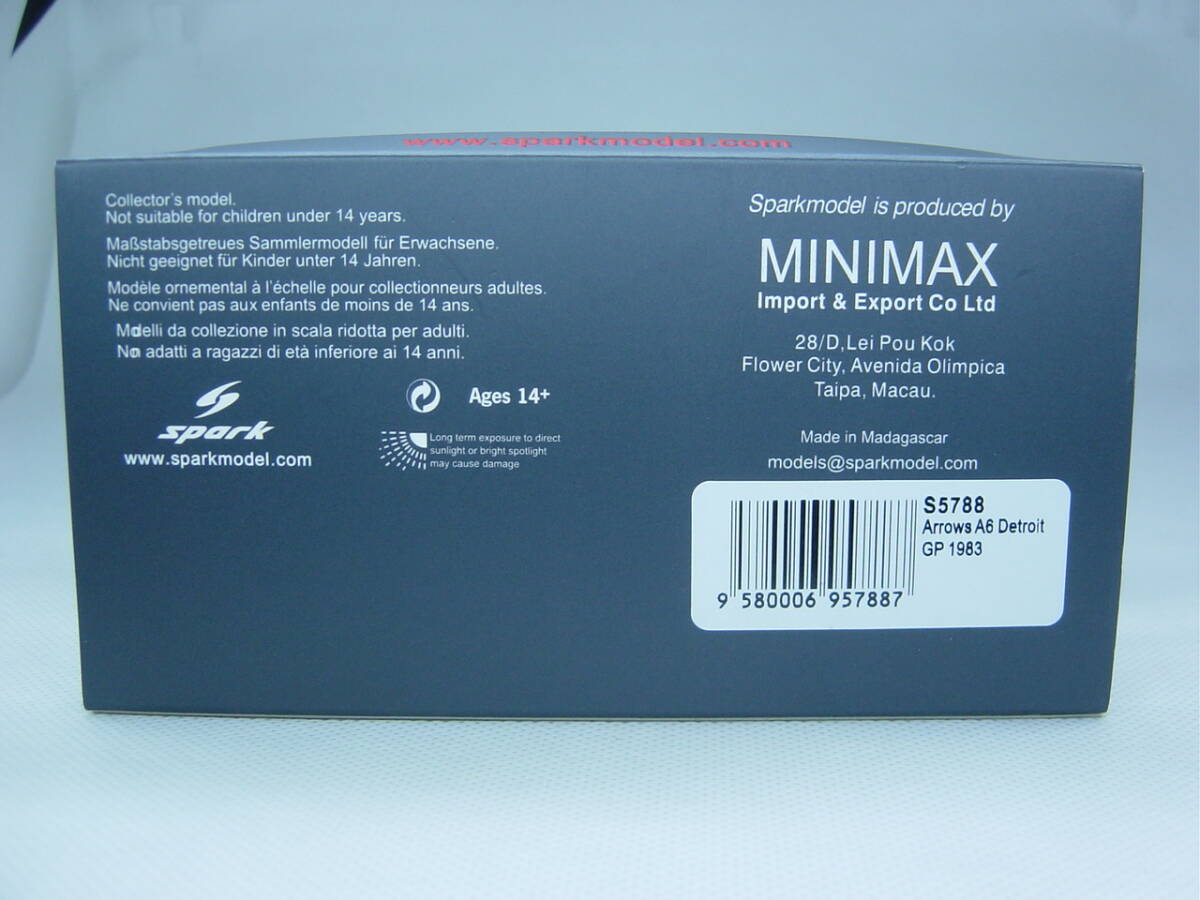 www.sparkmodel.com
Collector's model.
Not suitable for children under 14 years.
Maßstabsgetreues Sammlermodell für Erwachsene.
Nicht geeignet für Kinder unter 14 Jahren.
Modèle ornemental à l'échelle pour collectionneurs adultes.
Ne convient pas aux enfants de moins de 14 ans.
Modelli da collezione in scala ridotta per adulti.
Non adatti a ragazzi di età inferiore ai 14 anni.
spark
www.sparkmodel.com
Ages 14+
Long term exposure to direct
sunlight or bright spotlight
may cause damage
Sparkmodel is produced by
MINIMAX
Import & Export Co Ltd
28/D,Lei Pou Kok
Flower City, Avenida Olimpica
Taipa, Macau.
Made in Madagascar
models@sparkmodel.com
S5788
Arrows A6 Detroit
GP 1983
9 580006 957887